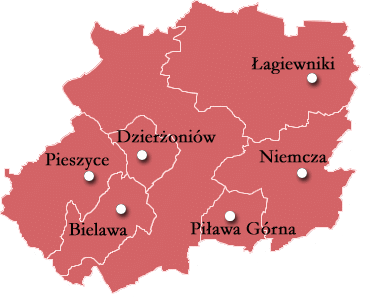 Łagiewniki
Dzierżoniów
Pieszyce
Niemcza
Bielawa
Piława Górna